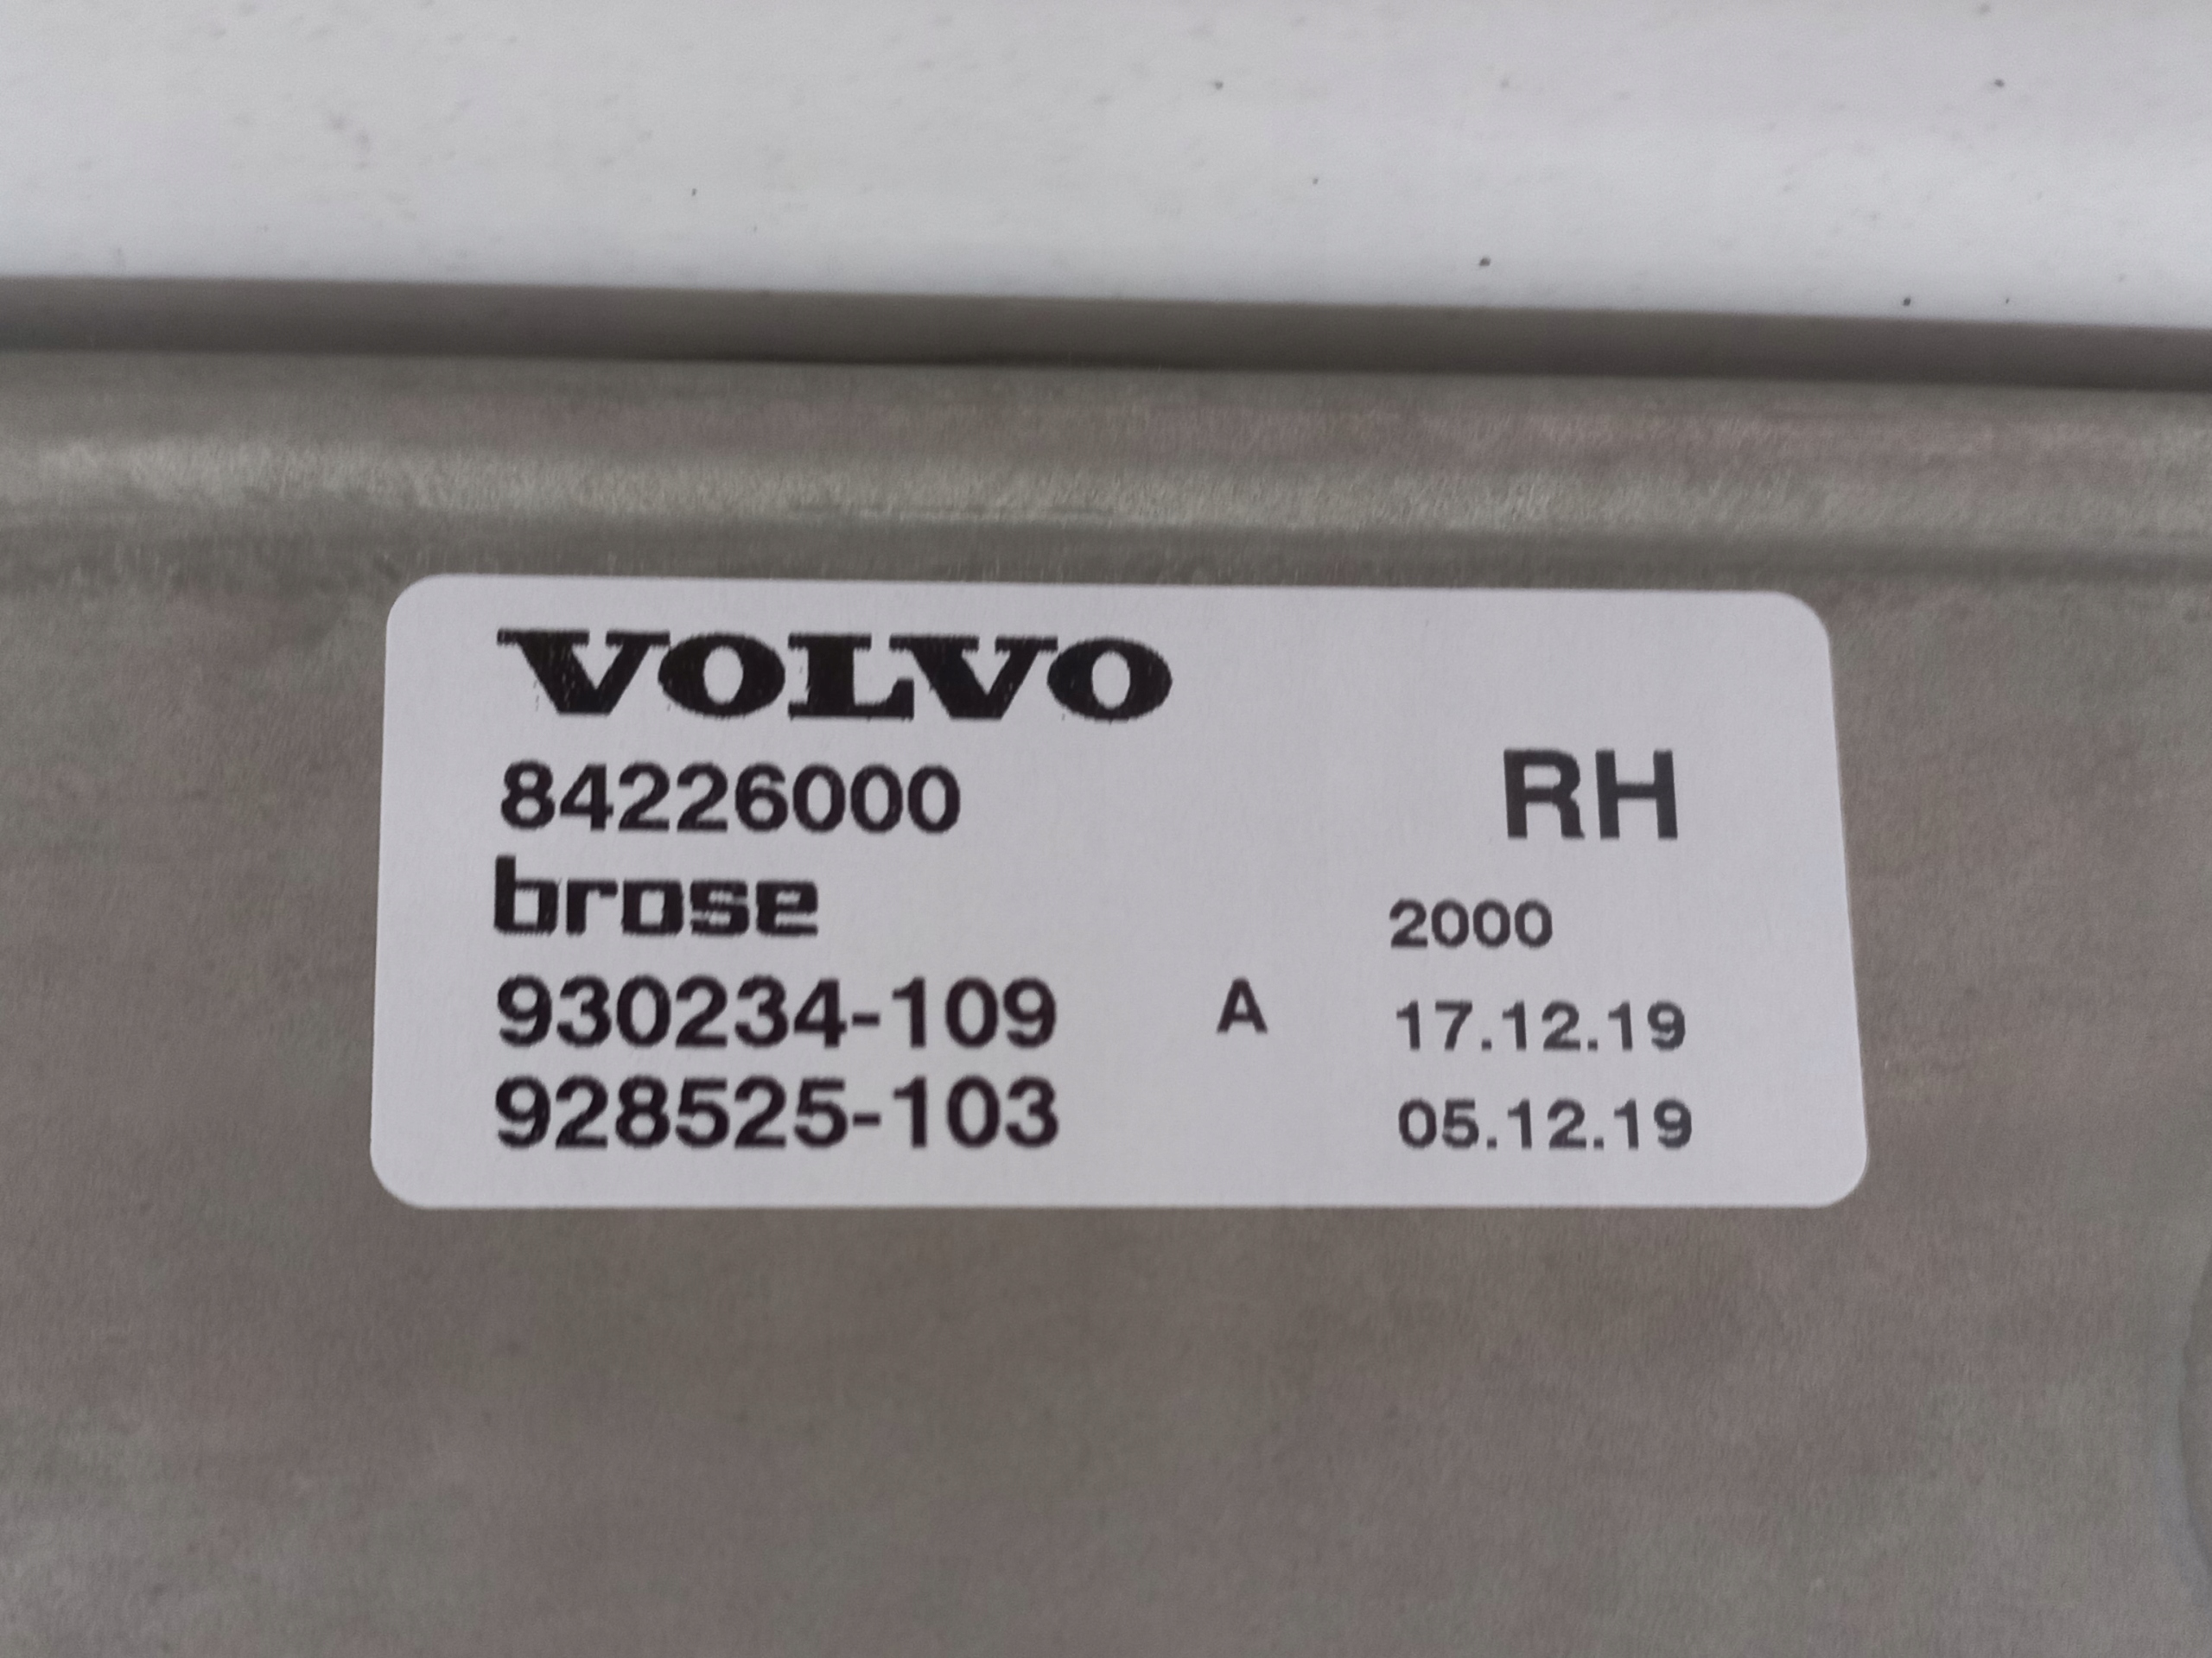 VOLVO
84226000 RH
brose 2000
930234-109 A 17.12.19
928525-103 05.12.19